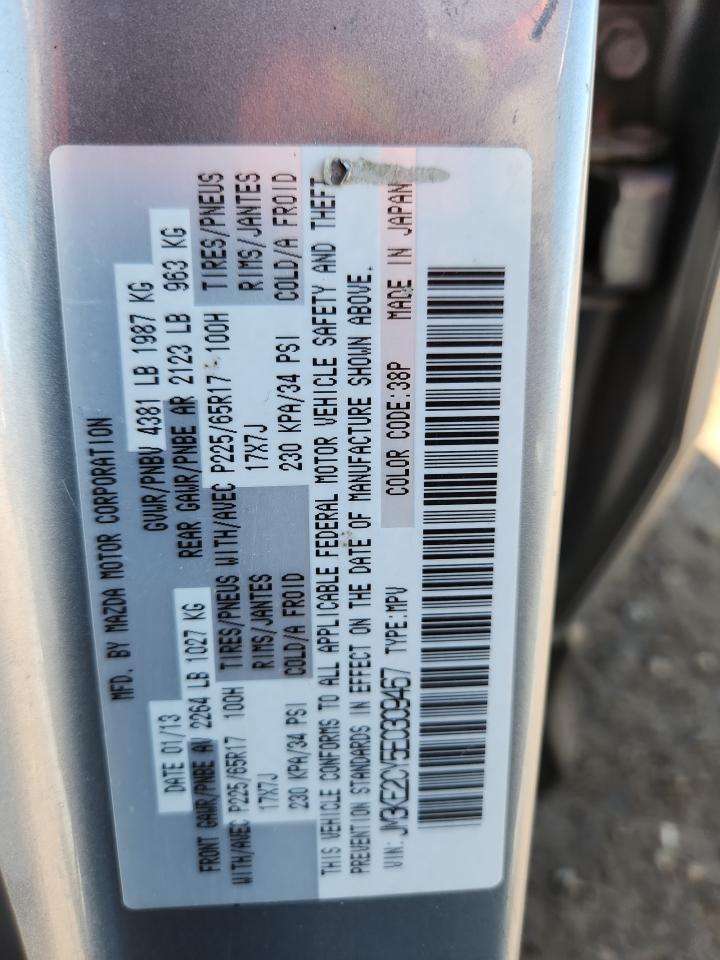 MFD. BY MAZDA MOTOR CORPORATION
DATE 01/13 GVWR/PNBV 4381 LB 1987 KG
FRONT GAWR/PNBE AV 2264 LB 1027 KG REAR GAWR/PNBE AR 2123 LB 963 KG
WITH/AVEC P225/65R17 100H TIRES/PNEUS WITH/AVEC P225/65R17 100H TIRES/PNEUS
17X7J RIMS/JANTES 17X7J RIMS/JANTES
230 KPA/34 PSI COLD/A FROID 230 KPA/34 PSI COLD/A FROID
THIS VEHICLE CONFORMS TO ALL APPLICABLE FEDERAL MOTOR VEHICLE SAFETY AND THEFT
PREVENTION STANDARDS IN EFFECT ON THE DATE OF MANUFACTURE SHOWN ABOVE.
VIN: JM3KE2CY5E0309467 TYPE:MPV COLOR CODE:38P MADE IN JAPAN